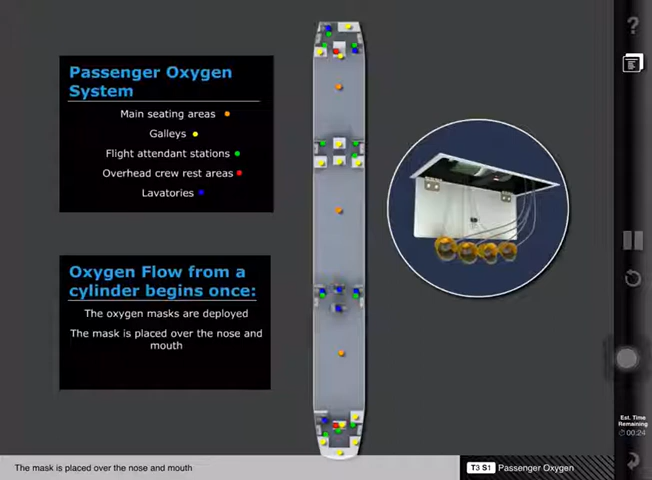 Passenger Oxygen
System
Main seating areas
Galleys
Flight attendant stations
Overhead crew rest areas
Lavatories
Oxygen Flow from a
cylinder begins once:
The oxygen masks are deployed
The mask is placed over the nose and
mouth
?
Est. Time
Remaining
00:24
The mask is placed over the nose and mouth
T3 S1 Passenger Oxygen